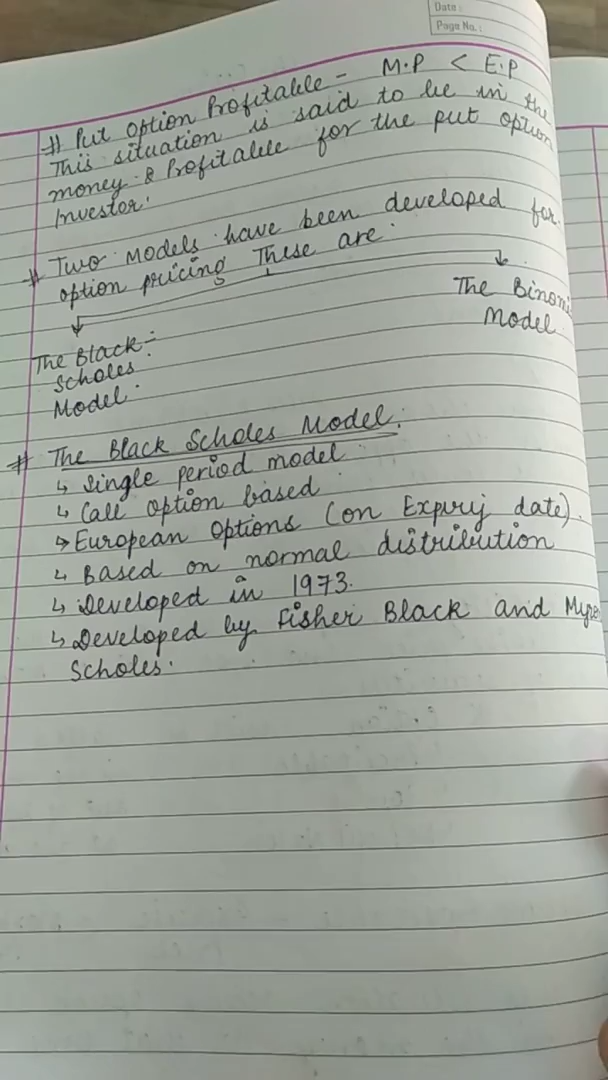 Date :
Page No. :
# Put option Profitable - M.P < E.P
This situation is said to be in the
money & Profitable for the put option
Investor.
# Two Models have been developed for
option pricing These are.
The Binomi
Model
The Black-
Scholes
Model.
# The Black Scholes Model.
↳ Single period model
↳ Call option based
→ European Options (on Expiry date).
↳ Based on normal distribution
↳ Developed in 1973.
↳ Developed by Fisher Black and Myro
Scholes.